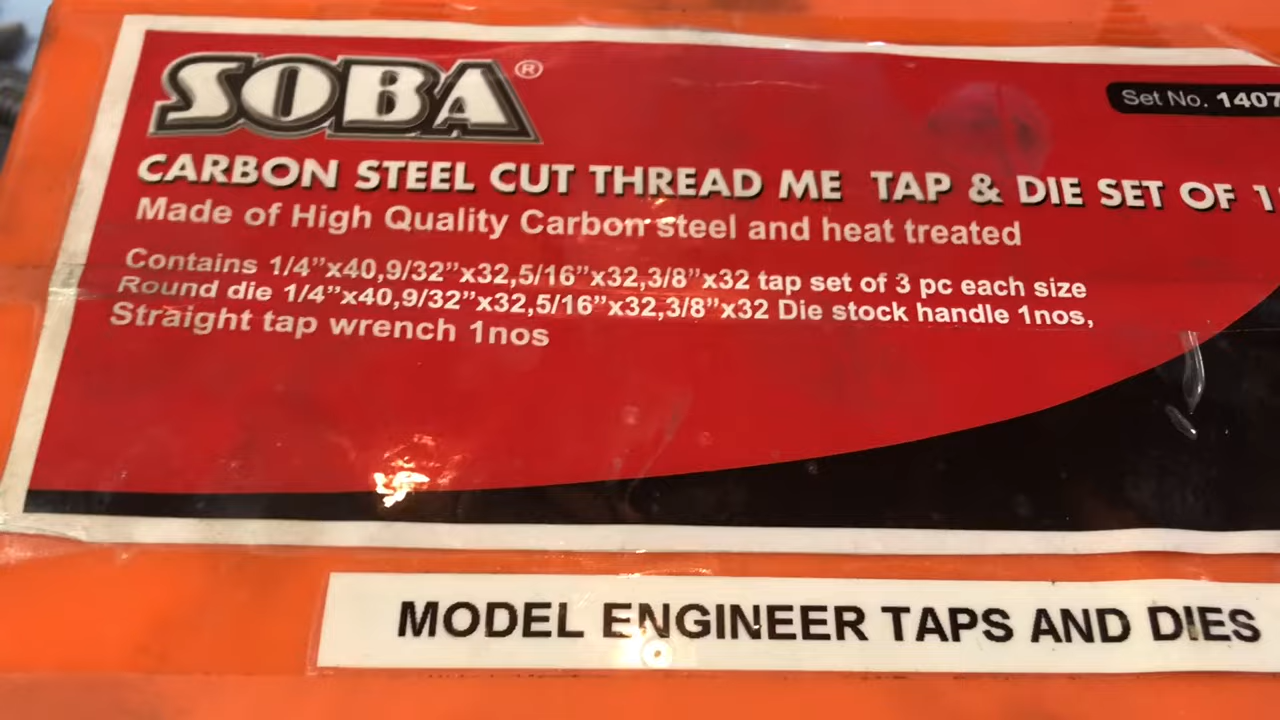 SOBA®
Set No. 1407
CARBON STEEL CUT THREAD ME TAP & DIE SET OF 1
Made of High Quality Carbon steel and heat treated
Contains 1/4”x40,9/32”x32,5/16”x32,3/8”x32 tap set of 3 pc each size
Round die 1/4”x40,9/32”x32,5/16”x32,3/8”x32 Die stock handle 1nos,
Straight tap wrench 1nos
MODEL ENGINEER TAPS AND DIES